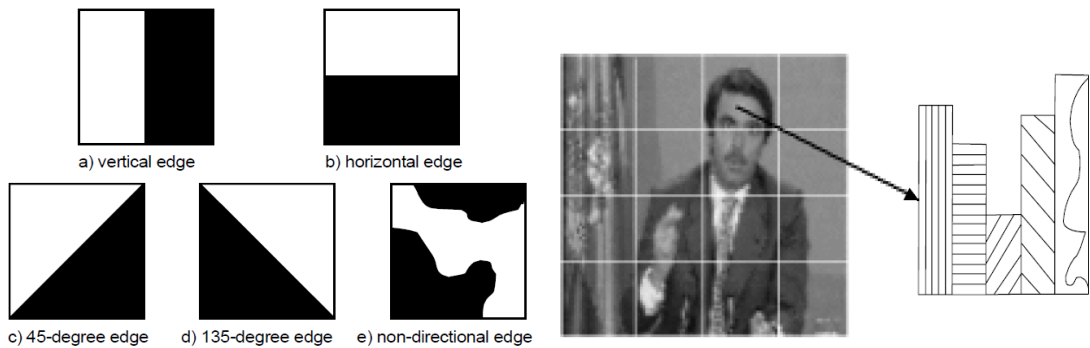 a) vertical edge
b) horizontal edge
c) 45-degree edge
d) 135-degree edge
e) non-directional edge